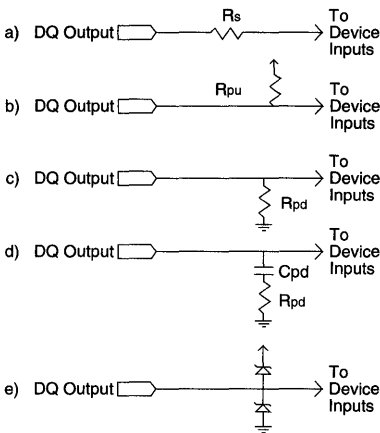 a) DQ Output Rs To Device Inputs
b) DQ Output Rpu To Device Inputs
c) DQ Output Rpd To Device Inputs
d) DQ Output Cpd Rpd To Device Inputs
e) DQ Output To Device Inputs